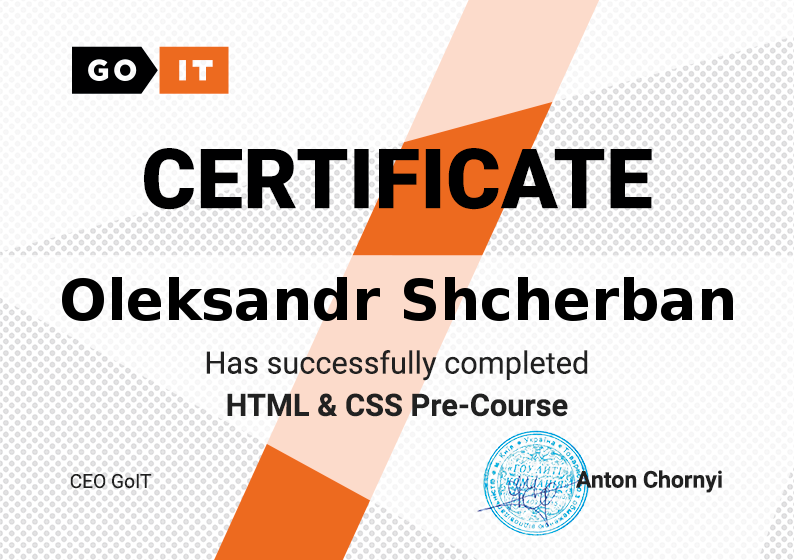 GO IT
CERTIFICATE
Oleksandr Shcherban
Has successfully completed
HTML & CSS Pre-Course
CEO GoIT
Anton Chornyi